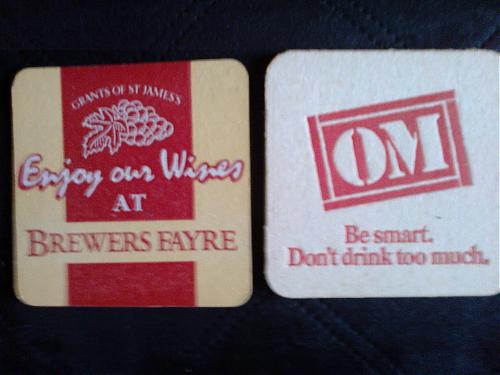 GRANTS OF ST JAMES'S
Enjoy our Wines
AT
BREWERS FAYRE
OM
Be smart.
Don't drink too much.